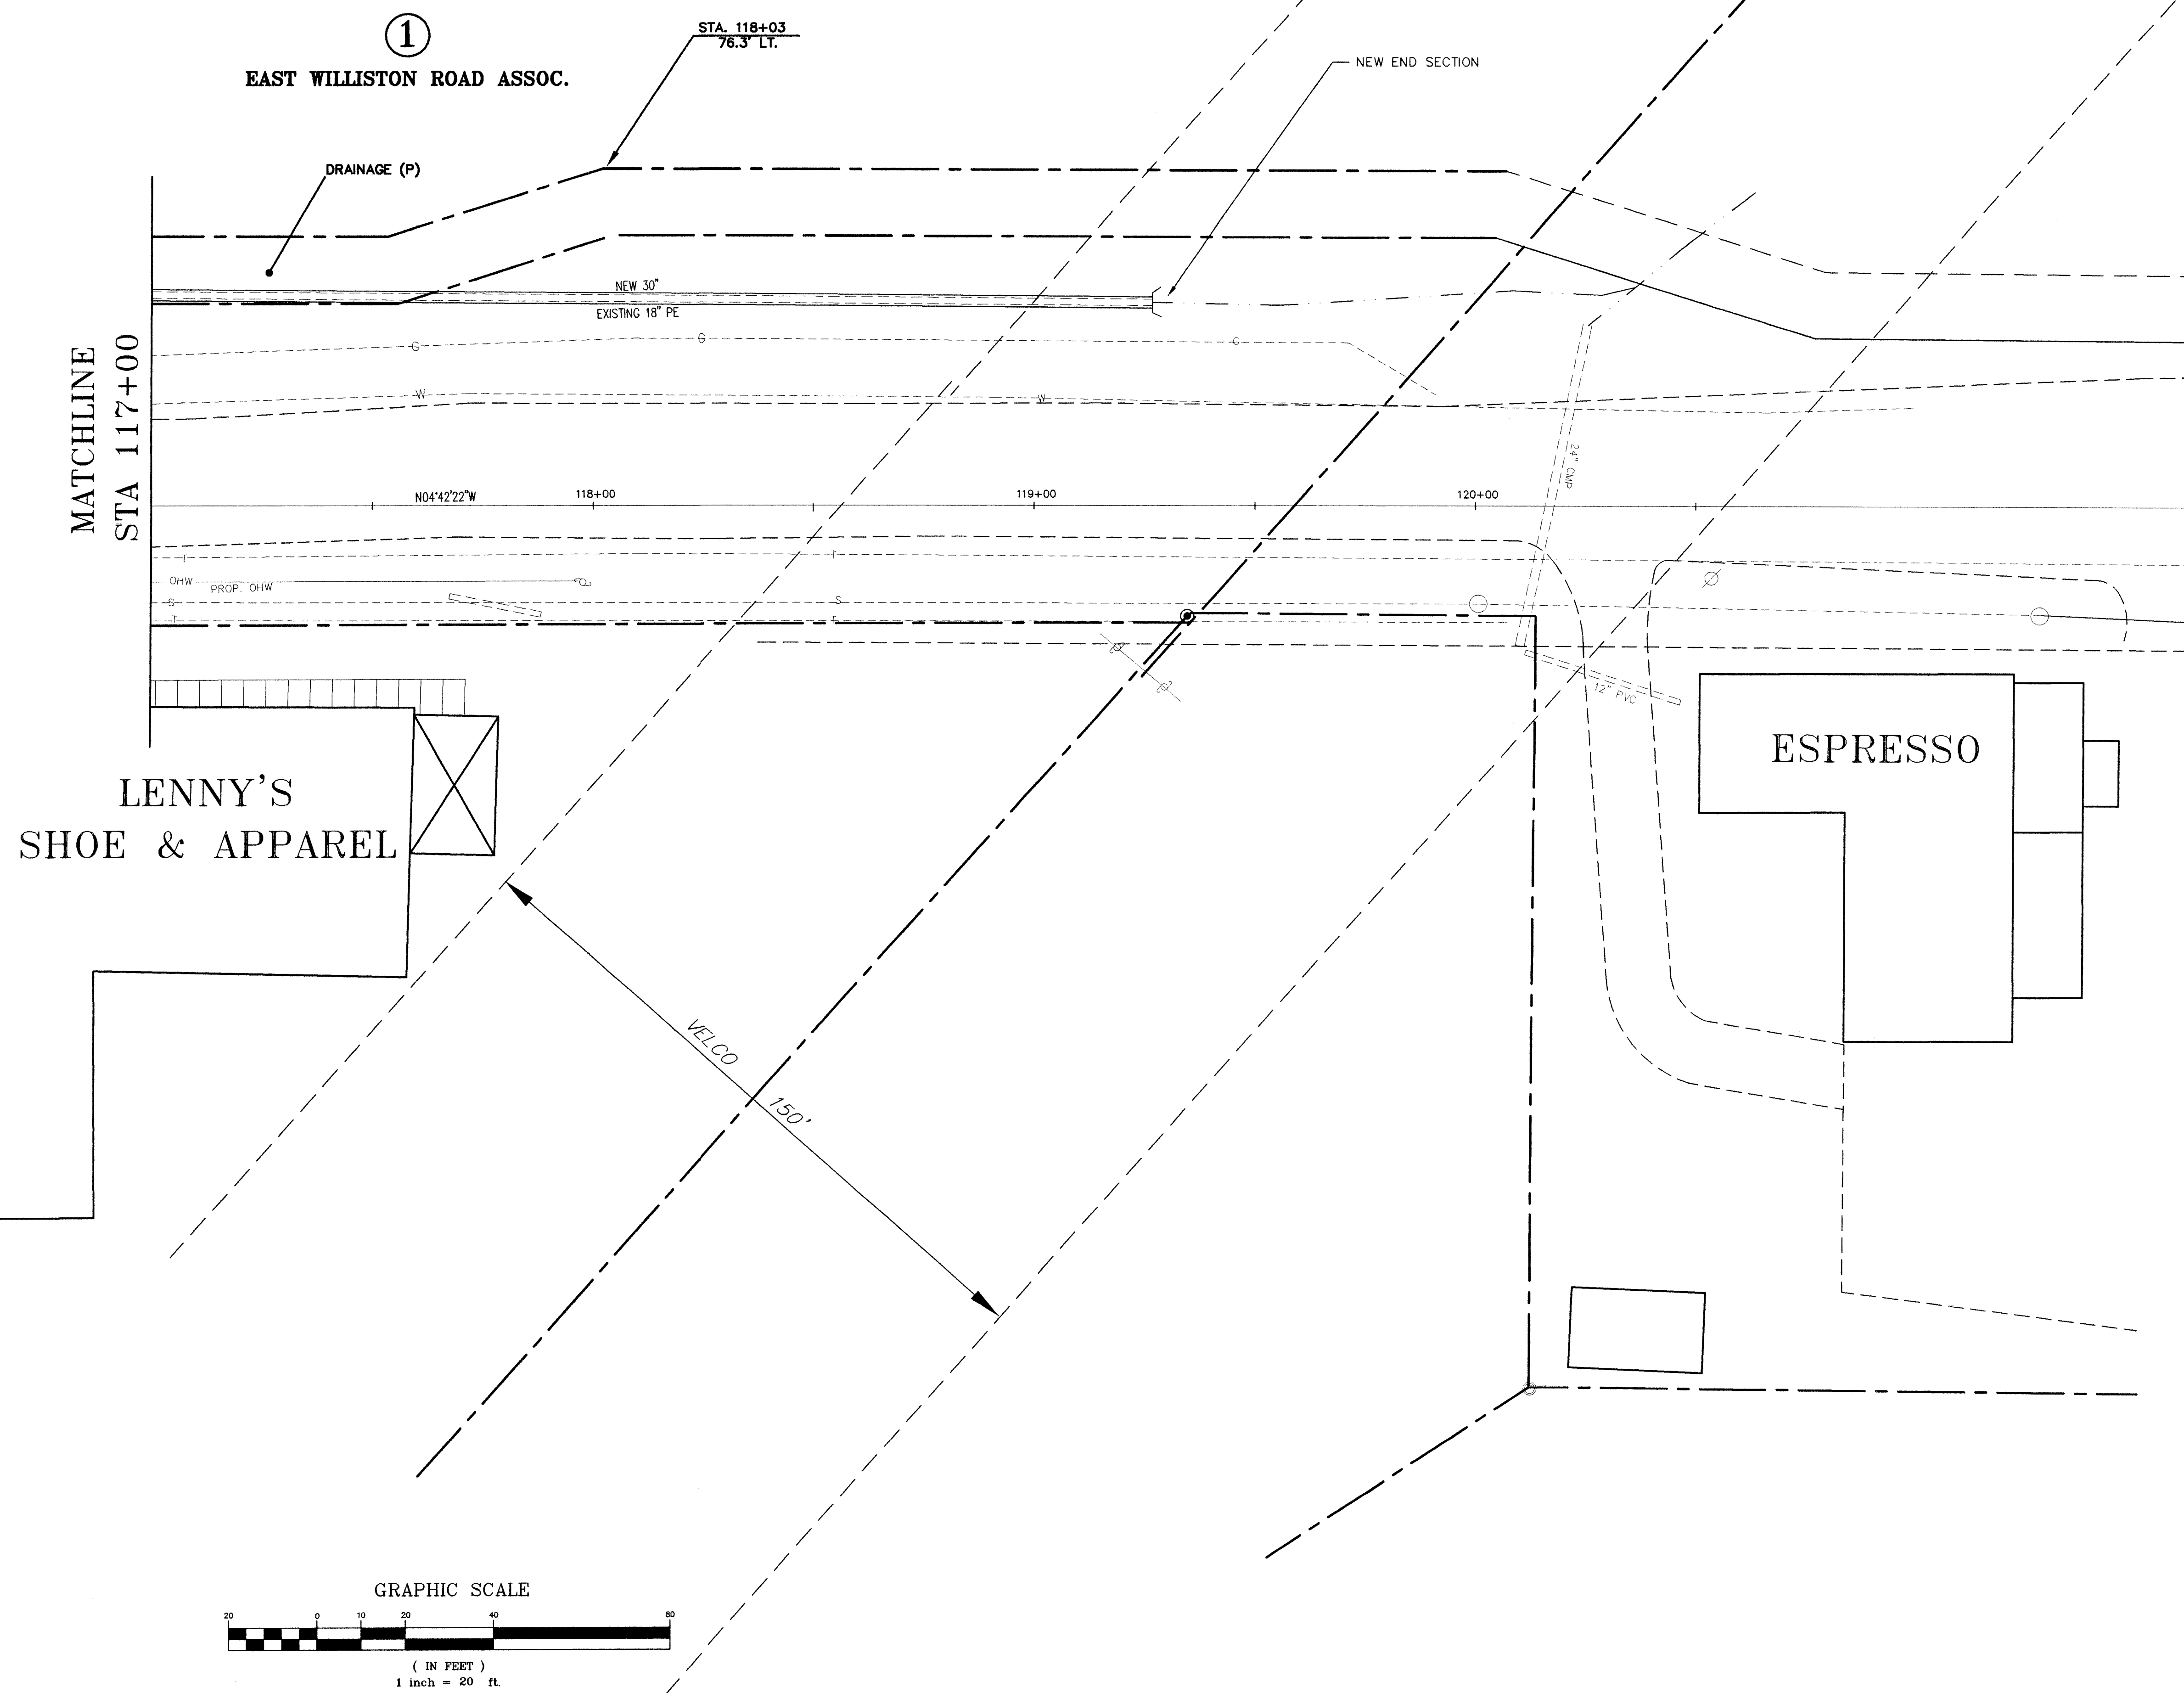 1
EAST WILLISTON ROAD ASSOC.
STA. 118+03
76.3' LT.
NEW END SECTION
DRAINAGE (P)
NEW 30"
EXISTING 18" PE
G
G
G
W
W
MATCHLINE
STA 117+00
N04°42'22"W
118+00
119+00
120+00
24" CMP
T
T
OHW
PROP. OHW
S
S
T
T
12" PVC
LENNY'S
SHOE & APPAREL
ESPRESSO
VELCO
150'
GRAPHIC SCALE
20 0 10 20 40 80
( IN FEET )
1 inch = 20 ft.